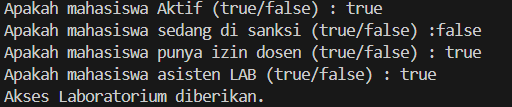 Apakah mahasiswa Aktif (true/false) : true
Apakah mahasiswa sedang di sanksi (true/false) :false
Apakah mahasiswa punya izin dosen (true/false) : true
Apakah mahasiswa asisten LAB (true/false) : true
Akses Laboratorium diberikan.